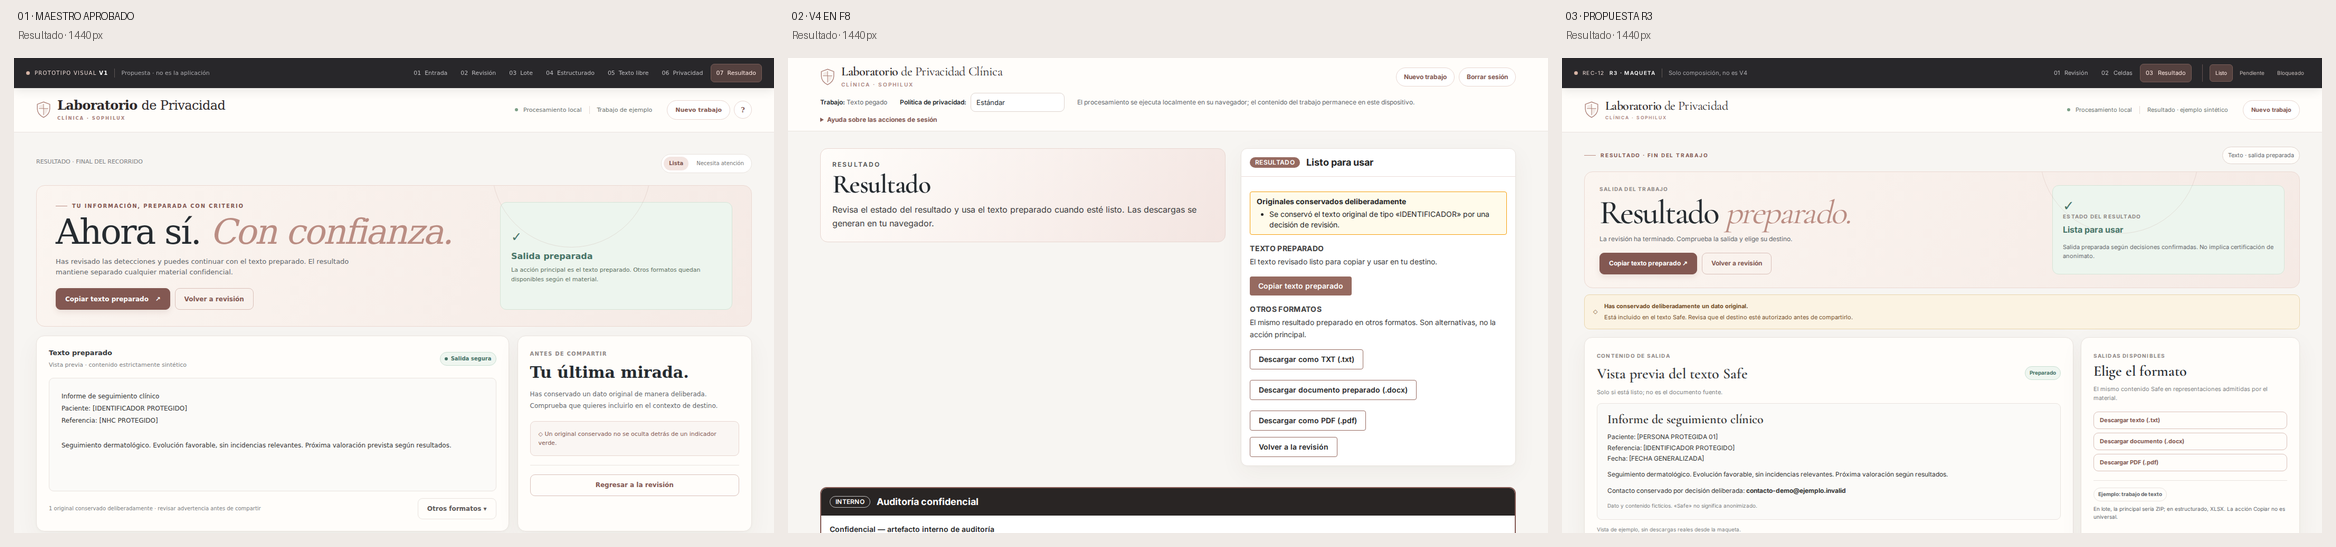 01 · MAESTRO APROBADO
Resultado · 1440px
PROTOTIPO VISUAL V1
Propuesta · no es la aplicación
01 Entrada
02 Revisión
03 Lote
04 Estructurado
05 Texto libre
06 Privacidad
07 Resultado
Laboratorio de Privacidad
CLÍNICA · SOPHILUX
Procesamiento local
Trabajo de ejemplo
Nuevo trabajo
?
RESULTADO · FINAL DEL RECORRIDO
Lista
Necesita atención
TU INFORMACIÓN, PREPARADA CON CRITERIO
Ahora sí. Con confianza.
Has revisado las detecciones y puedes continuar con el texto preparado. El resultado
mantiene separado cualquier material confidencial.
Copiar texto preparado ↗
Volver a revisión
✓
Salida preparada
La acción principal es el texto preparado. Otros formatos quedan
disponibles según el material.
Texto preparado
Vista previa · contenido estrictamente sintético
Salida segura
Informe de seguimiento clínico
Paciente: [IDENTIFICADOR PROTEGIDO]
Referencia: [NHC PROTEGIDO]
Seguimiento dermatológico. Evolución favorable, sin incidencias relevantes. Próxima valoración prevista según resultados.
1 original conservado deliberadamente · revisar advertencia antes de compartir
Otros formatos ▾
ANTES DE COMPARTIR
Tu última mirada.
Has conservado un dato original de manera deliberada.
Comprueba que quieres incluirlo en el contexto de destino.
◇ Un original conservado no se oculta detrás de un indicador
verde.
Regresar a la revisión
02 · V4 EN F8
Resultado · 1440px
Laboratorio de Privacidad Clínica
CLÍNICA · SOPHILUX
Nuevo trabajo
Borrar sesión
Trabajo: Texto pegado
Política de privacidad:
Estándar
El procesamiento se ejecuta localmente en su navegador; el contenido del trabajo permanece en este dispositivo.
▸ Ayuda sobre las acciones de sesión
RESULTADO
Resultado
Revisa el estado del resultado y usa el texto preparado cuando esté listo. Las descargas se
generan en tu navegador.
RESULTADO
Listo para usar
Originales conservados deliberadamente
• Se conservó el texto original de tipo «IDENTIFICADOR» por una
decisión de revisión.
TEXTO PREPARADO
El texto revisado listo para copiar y usar en tu destino.
Copiar texto preparado
OTROS FORMATOS
El mismo resultado preparado en otros formatos. Son alternativas, no la
acción principal.
Descargar como TXT (.txt)
Descargar documento preparado (.docx)
Descargar como PDF (.pdf)
Volver a la revisión
INTERNO
Auditoría confidencial
Confidencial — artefacto interno de auditoría
03 · PROPUESTA R3
Resultado · 1440px
REC-12 R3 · MAQUETA
Solo composición, no es V4
01 Revisión
02 Celdas
03 Resultado
Listo
Pendiente
Bloqueado
Laboratorio de Privacidad
CLÍNICA · SOPHILUX
Procesamiento local
Resultado · ejemplo sintético
Nuevo trabajo
RESULTADO · FIN DEL TRABAJO
Texto · salida preparada
SALIDA DEL TRABAJO
Resultado preparado.
La revisión ha terminado. Comprueba la salida y elige su destino.
Copiar texto preparado ↗
Volver a revisión
✓
ESTADO DEL RESULTADO
Lista para usar
Salida preparada según decisiones confirmadas. No implica certificación de
anonimato.
◇
Has conservado deliberadamente un dato original.
Está incluido en el texto Safe. Revisa que el destino esté autorizado antes de compartirlo.
CONTENIDO DE SALIDA
Vista previa del texto Safe
Preparado
Solo si está listo; no es el documento fuente.
Informe de seguimiento clínico
Paciente: [PERSONA PROTEGIDA 01]
Referencia: [IDENTIFICADOR PROTEGIDO]
Fecha: [FECHA GENERALIZADA]
Seguimiento dermatológico. Evolución favorable, sin incidencias relevantes. Próxima valoración según resultados.
Contacto conservado por decisión deliberada: contacto-demo@ejemplo.invalid
Dato y contenido ficticios. «Safe» no significa anonimizado.
Vista de ejemplo, sin descargas reales desde la maqueta.
SALIDAS DISPONIBLES
Elige el formato
El mismo contenido Safe en representaciones admitidas por el
material.
Descargar texto (.txt)
Descargar documento (.docx)
Descargar PDF (.pdf)
Ejemplo: trabajo de texto
En lote, la principal sería ZIP; en estructurado, XLSX. La acción Copiar no es
universal.